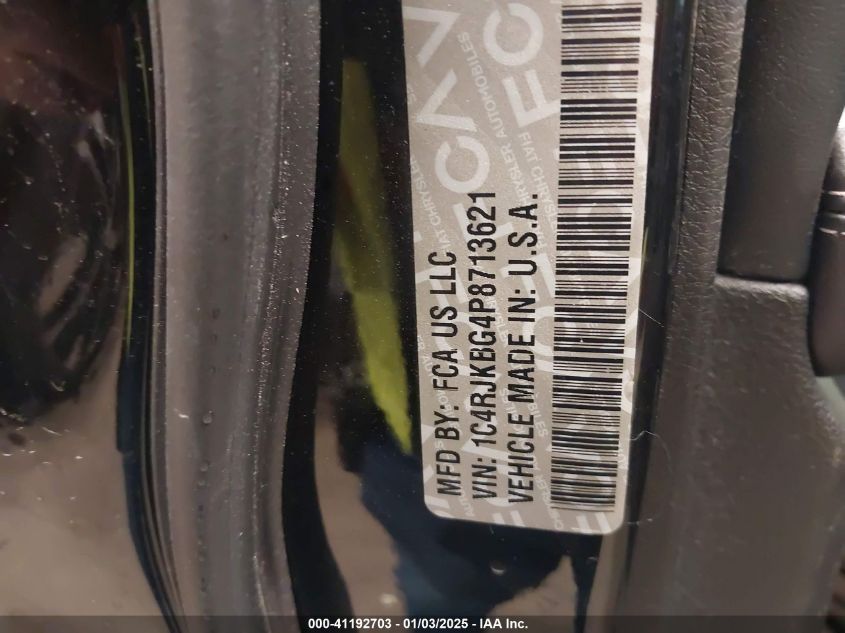 MFD BY: FCA US LLC
VIN: 1C4RJKBG4P8713621
VEHICLE MADE IN: U.S.A.
000-41192703 - 01/03/2025 - IAA Inc.